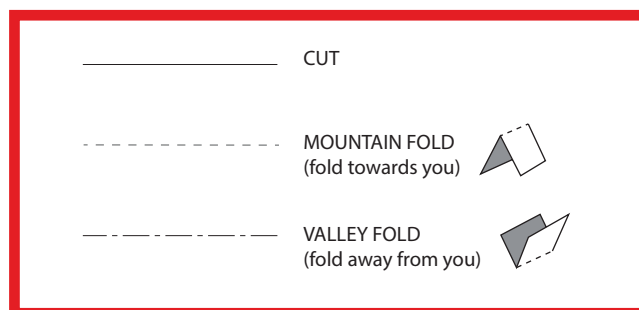 CUT
MOUNTAIN FOLD
(fold towards you)
VALLEY FOLD
(fold away from you)